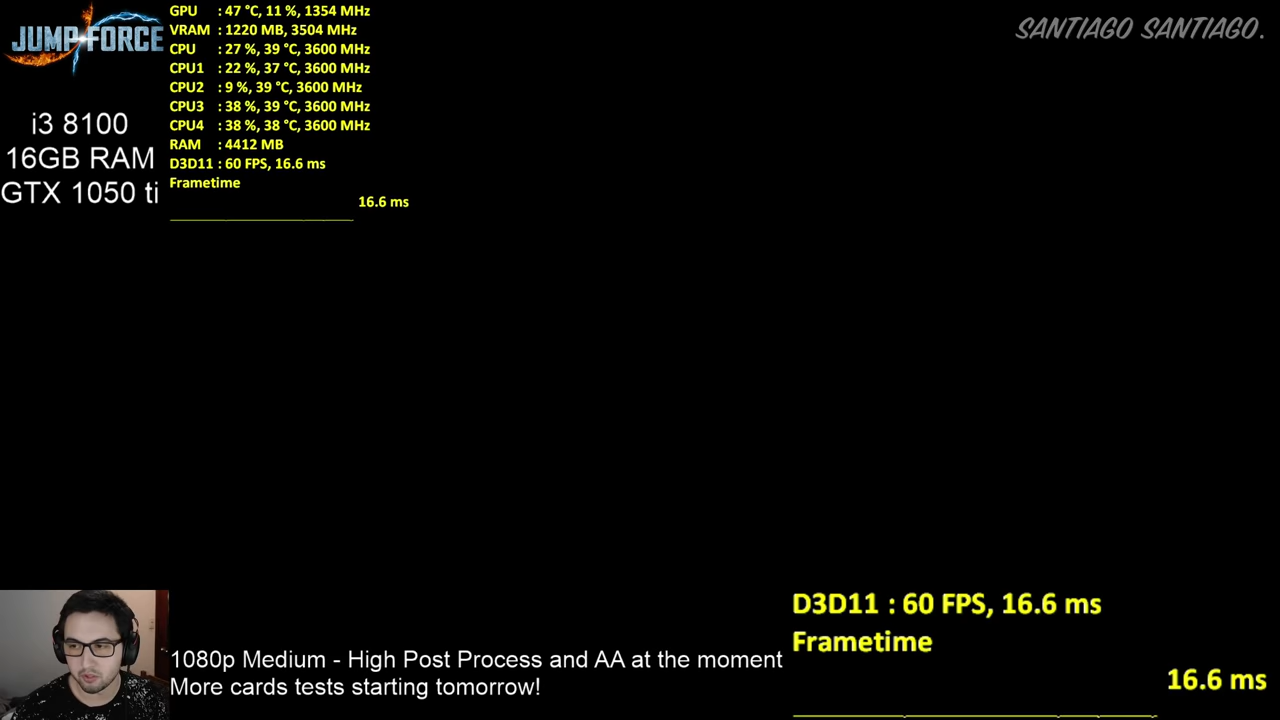 JUMP FORCE
i3 8100
16GB RAM
GTX 1050 ti
GPU : 47 °C, 11 %, 1354 MHz
VRAM : 1220 MB, 3504 MHz
CPU : 27 %, 39 °C, 3600 MHz
CPU1 : 22 %, 37 °C, 3600 MHz
CPU2 : 9 %, 39 °C, 3600 MHz
CPU3 : 38 %, 39 °C, 3600 MHz
CPU4 : 38 %, 38 °C, 3600 MHz
RAM : 4412 MB
D3D11 : 60 FPS, 16.6 ms
Frametime
16.6 ms
SANTIAGO SANTIAGO.
1080p Medium - High Post Process and AA at the moment
More cards tests starting tomorrow!
D3D11 : 60 FPS, 16.6 ms
Frametime
16.6 ms